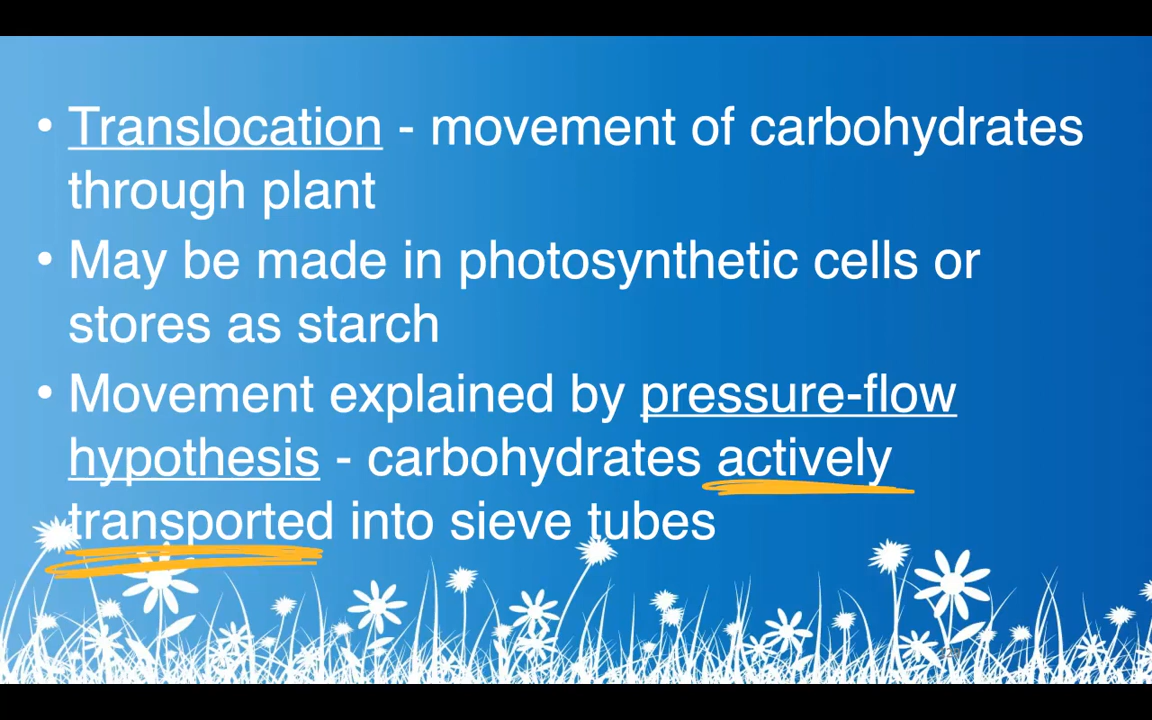 • Translocation - movement of carbohydrates
through plant
• May be made in photosynthetic cells or
stores as starch
• Movement explained by pressure-flow
hypothesis - carbohydrates actively
transported into sieve tubes